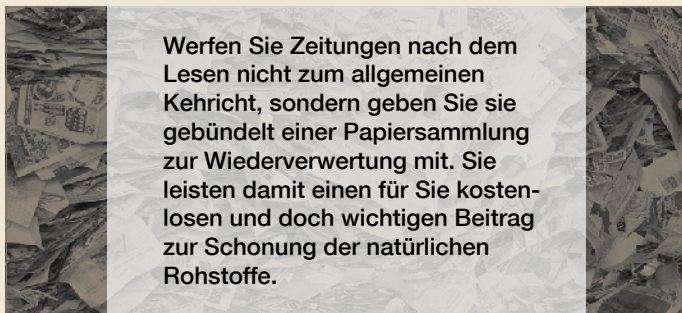 Werfen Sie Zeitungen nach dem
Lesen nicht zum allgemeinen
Kehricht, sondern geben Sie sie
gebündelt einer Papiersammlung
zur Wiederverwertung mit. Sie
leisten damit einen für Sie kosten-
losen und doch wichtigen Beitrag
zur Schonung der natürlichen
Rohstoffe.